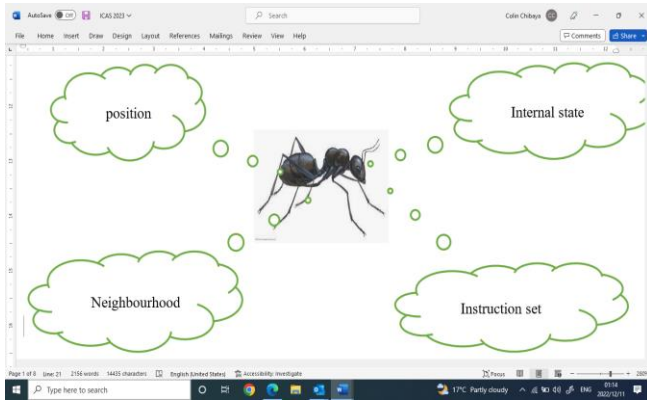 AutoSave Off ICAS 2023 Search Colin Chibaya CC
File Home Insert Draw Design Layout References Mailings Review View Help Comments Share
position
Internal state
Neighbourhood
Instruction set
Page 1 of 8 Line: 21 2156 words 14435 characters English (United States) Accessibility: Investigate Focus
Type here to search 17°C Partly cloudy ENG 01:14
2022/12/11